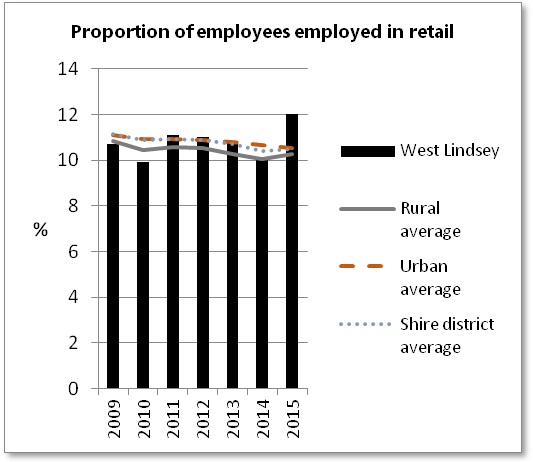 Proportion of employees employed in retail
14
12
10
8
6
4
2
0
%
2009
2010
2011
2012
2013
2014
2015
West Lindsey
Rural
average
Urban
average
Shire district
average